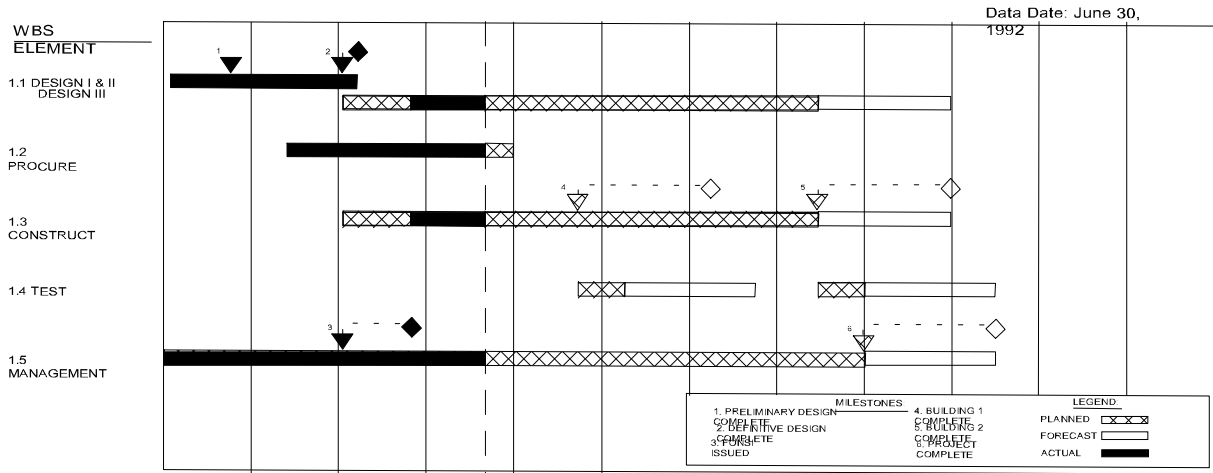 Data Date: June 30,
1992
WBS
ELEMENT
1
2
1.1 DESIGN I & II
DESIGN III
1.2
PROCURE
4
5
1.3
CONSTRUCT
1.4 TEST
3
6
1.5
MANAGEMENT
MILESTONES
1. PRELIMINARY DESIGN
COMPLETE
2. DEFINITIVE DESIGN
COMPLETE
3. FONSI
ISSUED
4. BUILDING 1
COMPLETE
5. BUILDING 2
COMPLETE
6. PROJECT
COMPLETE
LEGEND:
PLANNED
FORECAST
ACTUAL